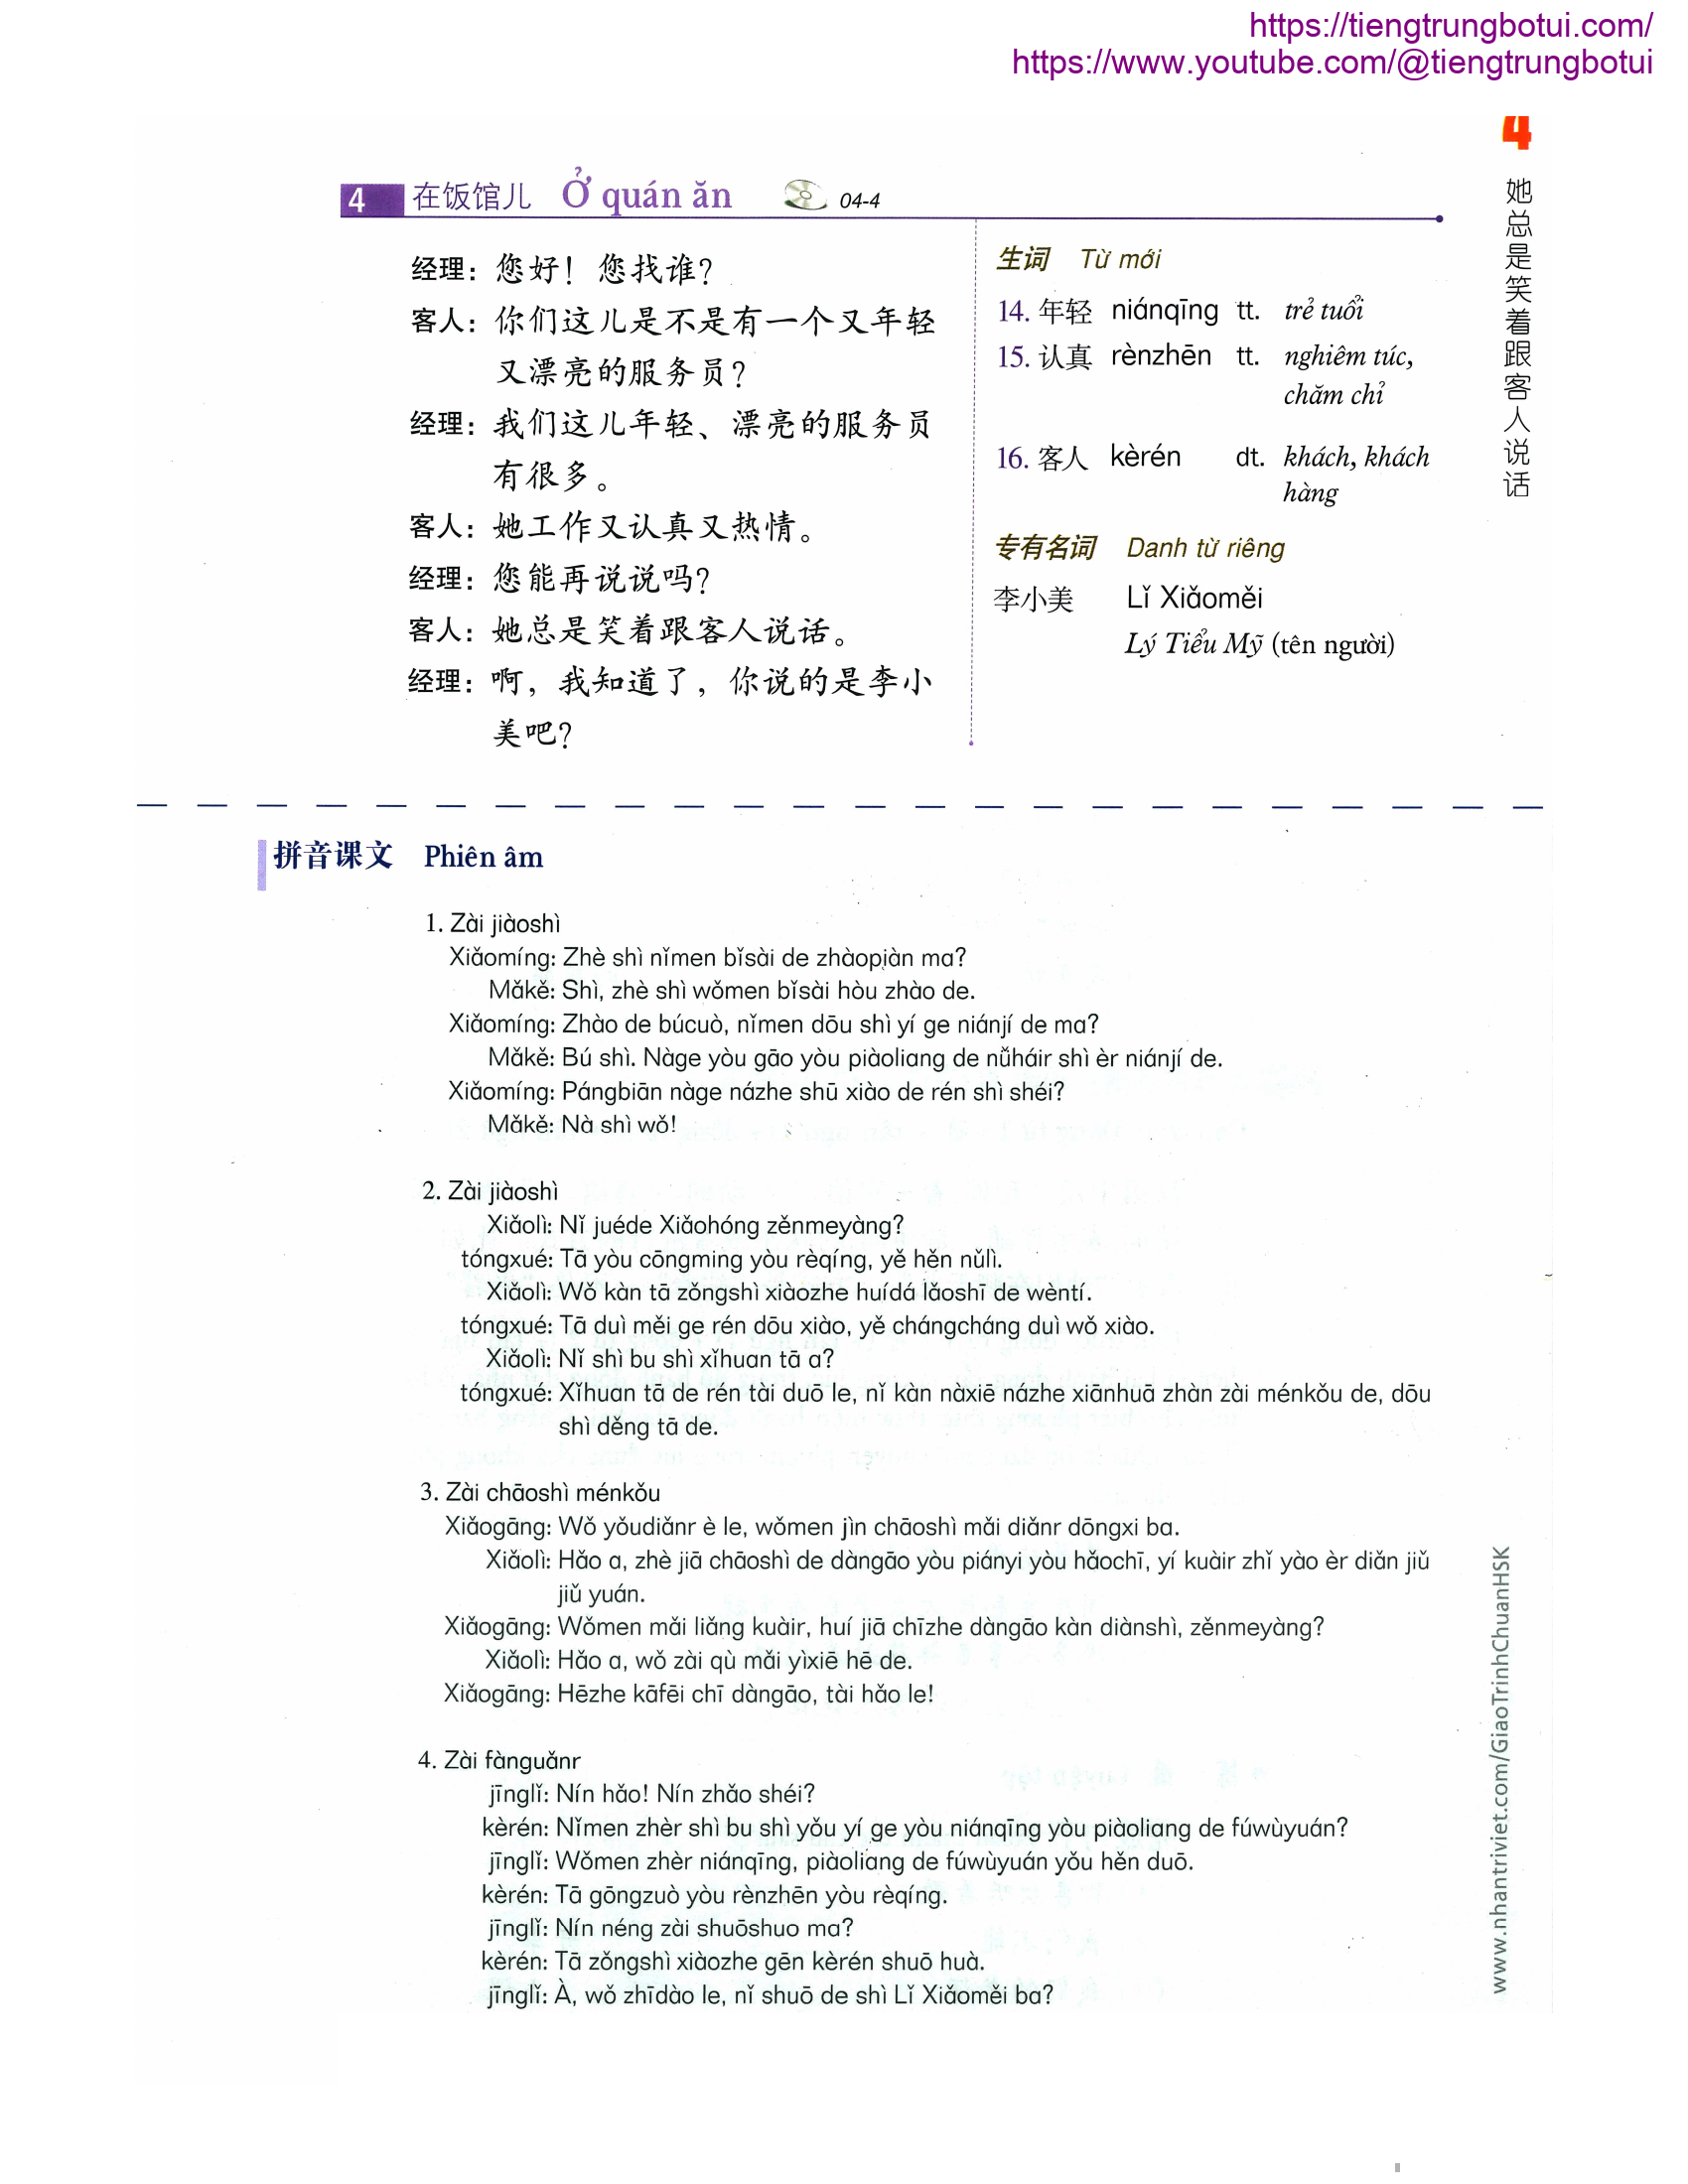 https://tiengtrungbotui.com/
https://www.youtube.com/@tiengtrungbotui
4
她总是笑着跟客人说话
4 在饭馆儿 Ở quán ăn 04-4
经理：您好！您找谁？
客人：你们这儿是不是有一个又年轻
又漂亮的服务员？
经理：我们这儿年轻、漂亮的服务员
有很多。
客人：她工作又认真又热情。
经理：您能再说说吗？
客人：她总是笑着跟客人说话。
经理：啊，我知道了，你说的是李小
美吧？
生词 Từ mới
14. 年轻 niánqīng tt. trẻ tuổi
15. 认真 rènzhēn tt. nghiêm túc,
chăm chỉ
16. 客人 kèrén dt. khách, khách
hàng
专有名词 Danh từ riêng
李小美 Lǐ Xiǎoměi
Lý Tiểu Mỹ (tên người)
拼音课文 Phiên âm
1. Zài jiàoshì
Xiǎomíng: Zhè shì nǐmen bǐsài de zhàopiàn ma?
Mǎkě: Shì, zhè shì wǒmen bǐsài hòu zhào de.
Xiǎomíng: Zhào de búcuò, nǐmen dōu shì yí ge niánjí de ma?
Mǎkě: Bú shì. Nàge yòu gāo yòu piàoliang de nǚháir shì èr niánjí de.
Xiǎomíng: Pángbiān nàge názhe shū xiào de rén shì shéi?
Mǎkě: Nà shì wǒ!
2. Zài jiàoshì
Xiǎolì: Nǐ juéde Xiǎohóng zěnmeyàng?
tóngxué: Tā yòu cōngming yòu rèqíng, yě hěn nǔlì.
Xiǎolì: Wǒ kàn tā zǒngshì xiàozhe huídá lǎoshī de wèntí.
tóngxué: Tā duì měi ge rén dōu xiào, yě chángcháng duì wǒ xiào.
Xiǎolì: Nǐ shì bu shì xǐhuan tā a?
tóngxué: Xǐhuan tā de rén tài duō le, nǐ kàn nàxiē názhe xiānhuā zhàn zài ménkǒu de, dōu
shì děng tā de.
3. Zài chāoshì ménkǒu
Xiǎogāng: Wǒ yǒudiǎnr è le, wǒmen jìn chāoshì mǎi diǎnr dōngxi ba.
Xiǎolì: Hǎo a, zhè jiā chāoshì de dàngāo yòu piányi yòu hǎochī, yí kuàir zhǐ yào èr diǎn jiǔ
jiǔ yuán.
Xiǎogāng: Wǒmen mǎi liǎng kuàir, huí jiā chīzhe dàngāo kàn diànshì, zěnmeyàng?
Xiǎolì: Hǎo a, wǒ zài qù mǎi yìxiē hē de.
Xiǎogāng: Hēzhe kāfēi chī dàngāo, tài hǎo le!
4. Zài fànguǎnr
jīnglǐ: Nín hǎo! Nín zhǎo shéi?
kèrén: Nǐmen zhèr shì bu shì yǒu yí ge yòu niánqīng yòu piàoliang de fúwùyuán?
jīnglǐ: Wǒmen zhèr niánqīng, piàoliang de fúwùyuán yǒu hěn duō.
kèrén: Tā gōngzuò yòu rènzhēn yòu rèqíng.
jīnglǐ: Nín néng zài shuōshuo ma?
kèrén: Tā zǒngshì xiàozhe gēn kèrén shuō huà.
jīnglǐ: À, wǒ zhīdào le, nǐ shuō de shì Lǐ Xiǎoměi ba?
www.nhantriviet.com/GiaoTrinhChuanHSK